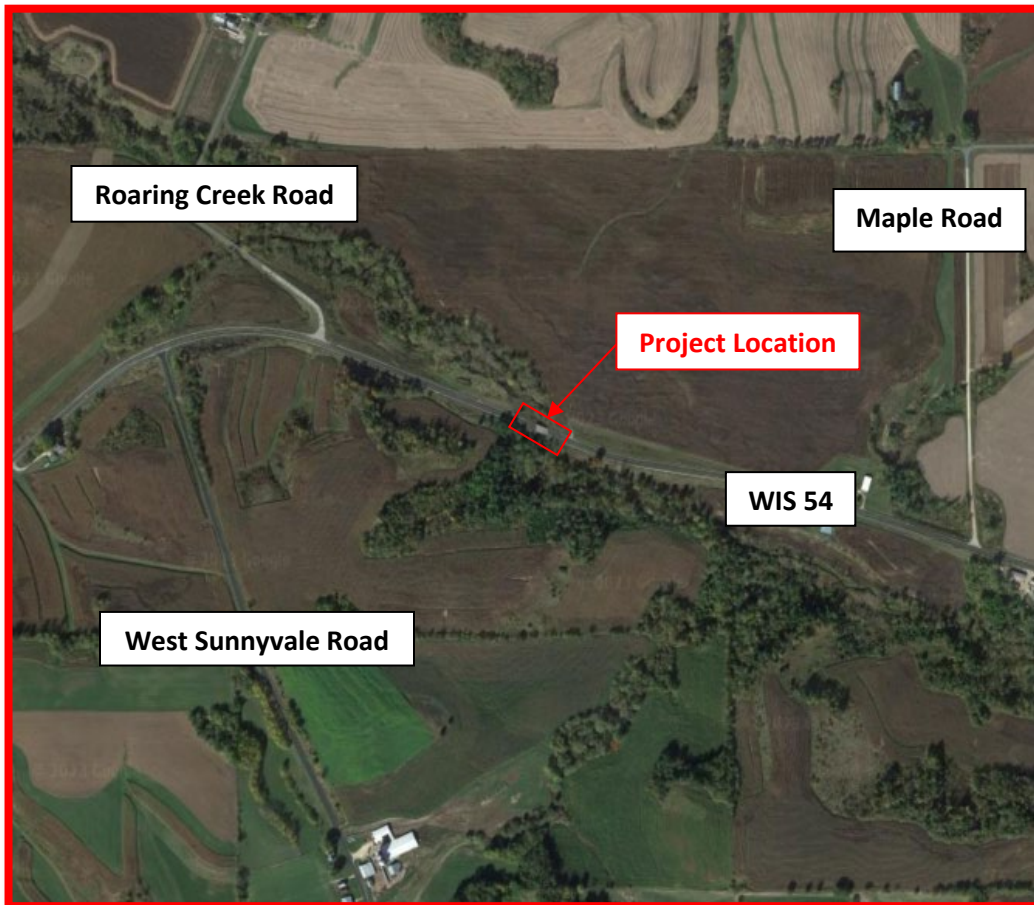 Roaring Creek Road
Maple Road
Project Location
WIS 54
West Sunnyvale Road